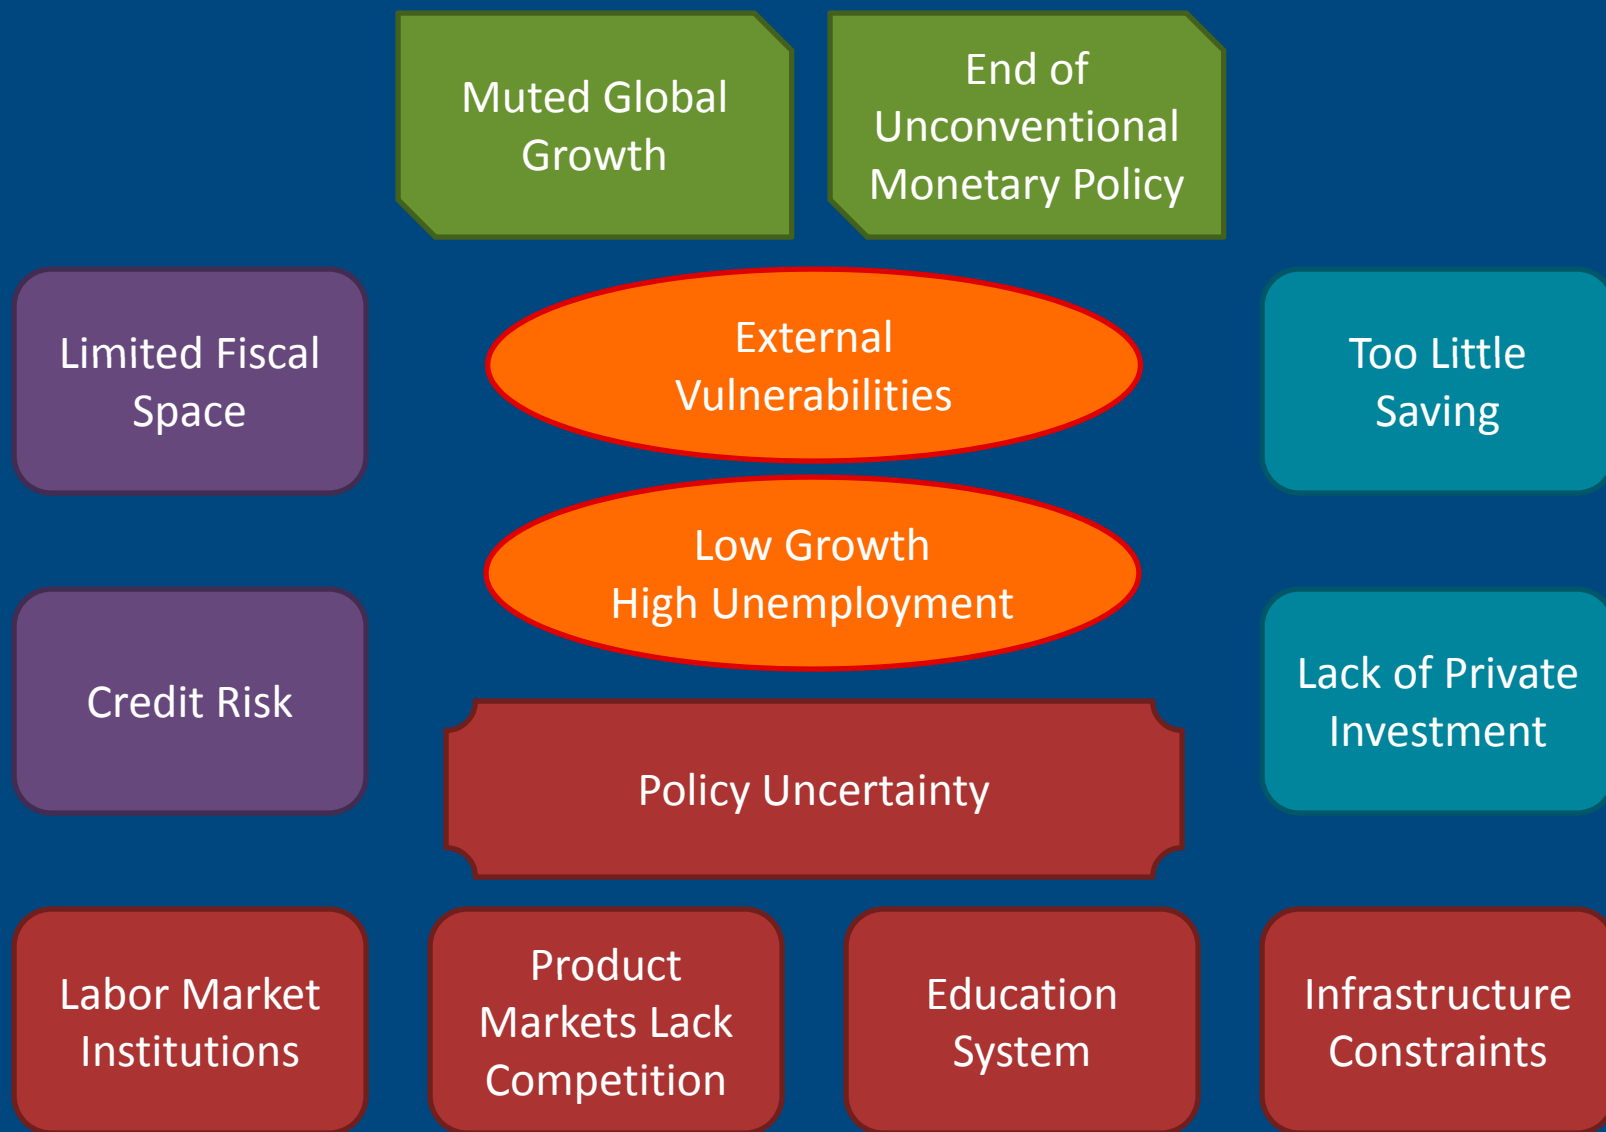 Muted Global
Growth
End of
Unconventional
Monetary Policy
Limited Fiscal
Space
External
Vulnerabilities
Too Little
Saving
Low Growth
High Unemployment
Credit Risk
Lack of Private
Investment
Policy Uncertainty
Labor Market
Institutions
Product
Markets Lack
Competition
Education
System
Infrastructure
Constraints